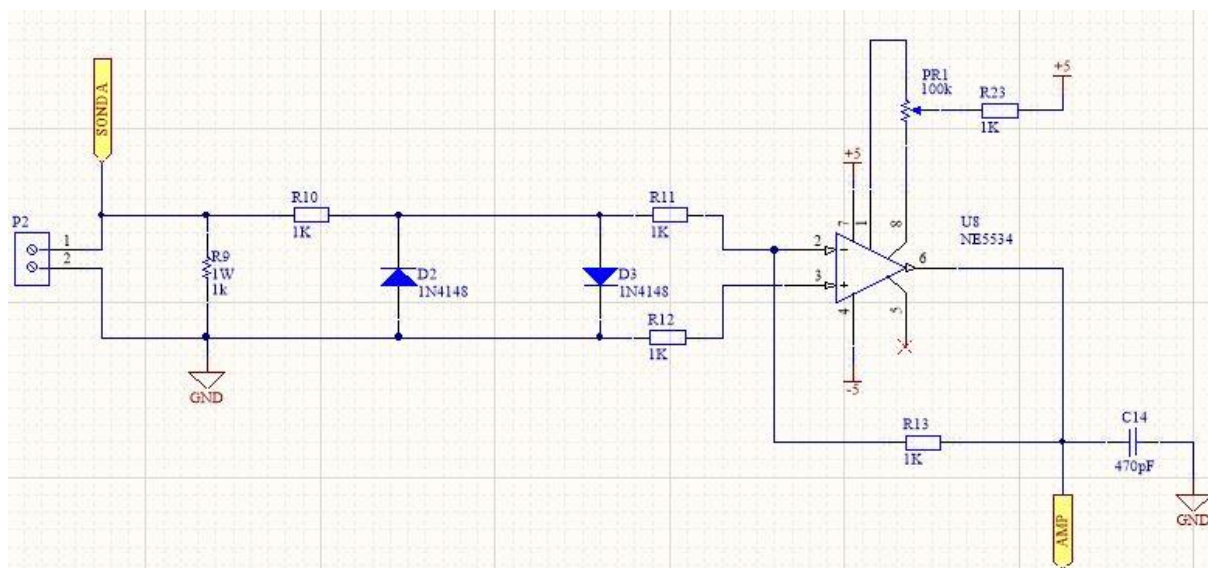 SONDA
P2
1
2
R9
1W
1k
GND
R10
1K
D2
1N4148
D3
1N4148
R11
1K
R12
1K
+5
7
1
8
2
3
4
5
6
-5
U8
NE5534
PR1
100k
R23
1K
+5
R13
1K
C14
470pF
GND
AMP